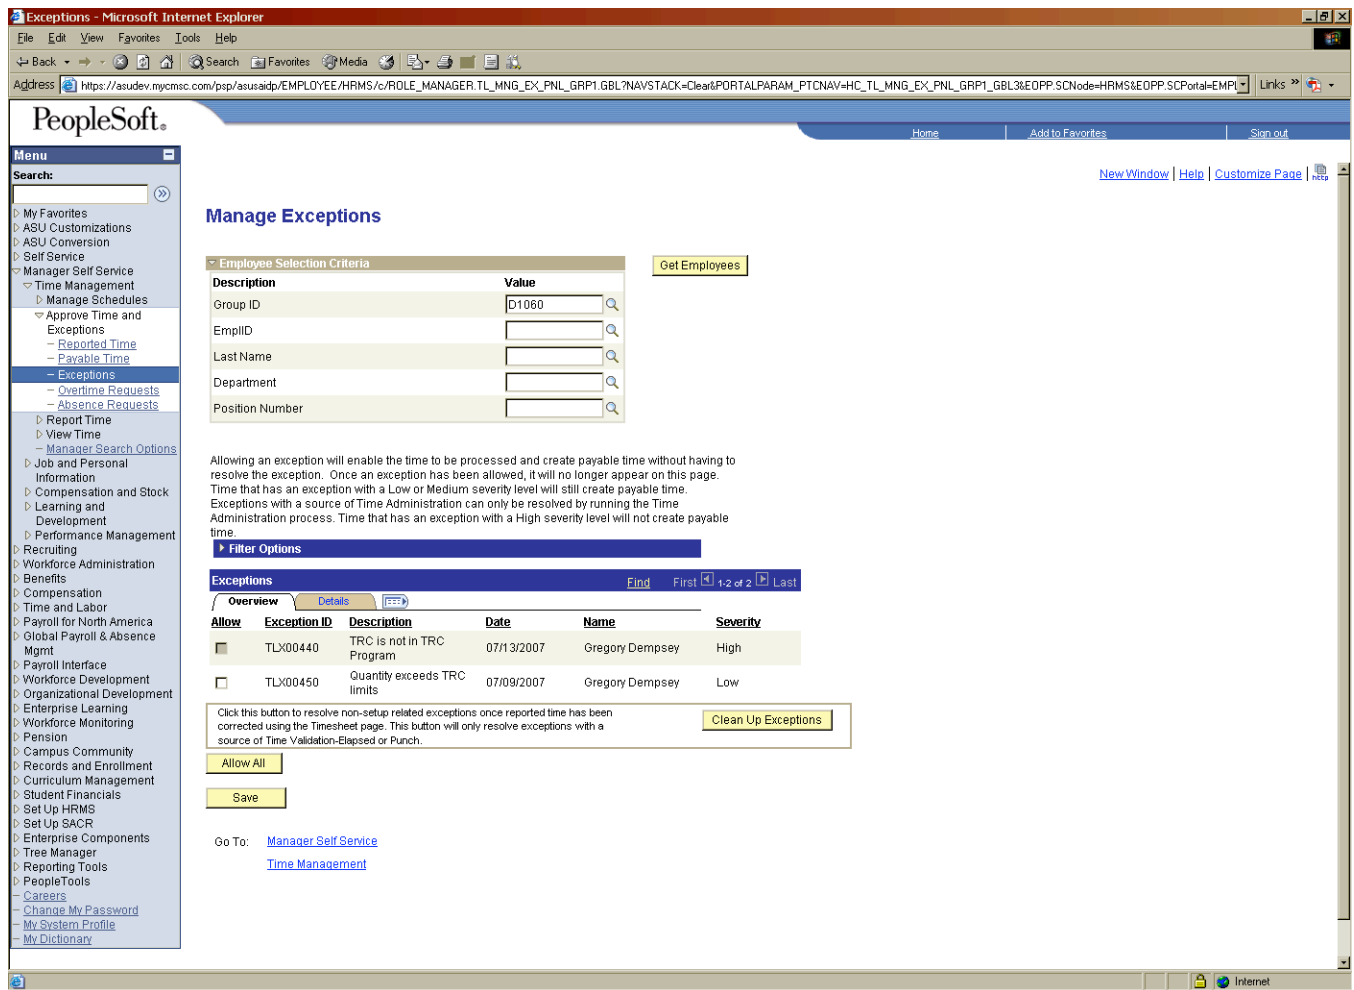 Exceptions - Microsoft Internet Explorer
File Edit View Favorites Tools Help
Back Search Favorites Media
Address https://asudev.mycmsc.com/psp/asusaidp/EMPLOYEE/HRMS/c/ROLE_MANAGER.TL_MNG_EX_PNL_GRP1.GBL?NAVSTACK=Clear&PORTALPARAM_PTCNAV=HC_TL_MNG_EX_PNL_GRP1_GBL3&EOPP.SCNode=HRMS&EOPP.SCPortal=EMPL Links »
PeopleSoft.
Home Add to Favorites Sign out
Menu
Search:
My Favorites
ASU Customizations
ASU Conversion
Self Service
Manager Self Service
Time Management
Manage Schedules
Approve Time and
Exceptions
– Reported Time
– Payable Time
– Exceptions
– Overtime Requests
– Absence Requests
Report Time
View Time
– Manager Search Options
Job and Personal
Information
Compensation and Stock
Learning and
Development
Performance Management
Recruiting
Workforce Administration
Benefits
Compensation
Time and Labor
Payroll for North America
Global Payroll & Absence
Mgmt
Payroll Interface
Workforce Development
Organizational Development
Enterprise Learning
Workforce Monitoring
Pension
Campus Community
Records and Enrollment
Curriculum Management
Student Financials
Set Up HRMS
Set Up SACR
Enterprise Components
Tree Manager
Reporting Tools
PeopleTools
– Careers
– Change My Password
– My System Profile
– My Dictionary
New Window | Help | Customize Page | http
Manage Exceptions
Employee Selection Criteria
Get Employees
Description Value
Group ID D1060
EmplID
Last Name
Department
Position Number
Allowing an exception will enable the time to be processed and create payable time without having to
resolve the exception. Once an exception has been allowed, it will no longer appear on this page.
Time that has an exception with a Low or Medium severity level will still create payable time.
Exceptions with a source of Time Administration can only be resolved by running the Time
Administration process. Time that has an exception with a High severity level will not create payable
time.
Filter Options
Exceptions Find First 1-2 of 2 Last
Overview Details
Allow Exception ID Description Date Name Severity
TLX00440 TRC is not in TRC Program 07/13/2007 Gregory Dempsey High
TLX00450 Quantity exceeds TRC limits 07/09/2007 Gregory Dempsey Low
Click this button to resolve non-setup related exceptions once reported time has been
corrected using the Timesheet page. This button will only resolve exceptions with a
source of Time Validation-Elapsed or Punch.
Clean Up Exceptions
Allow All
Save
Go To: Manager Self Service
Time Management
Internet